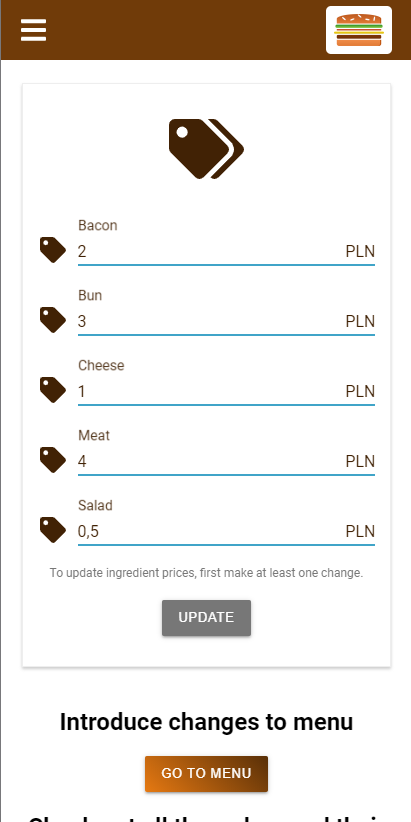 Bacon
2 PLN
Bun
3 PLN
Cheese
1 PLN
Meat
4 PLN
Salad
0,5 PLN
To update ingredient prices, first make at least one change.
UPDATE
Introduce changes to menu
GO TO MENU